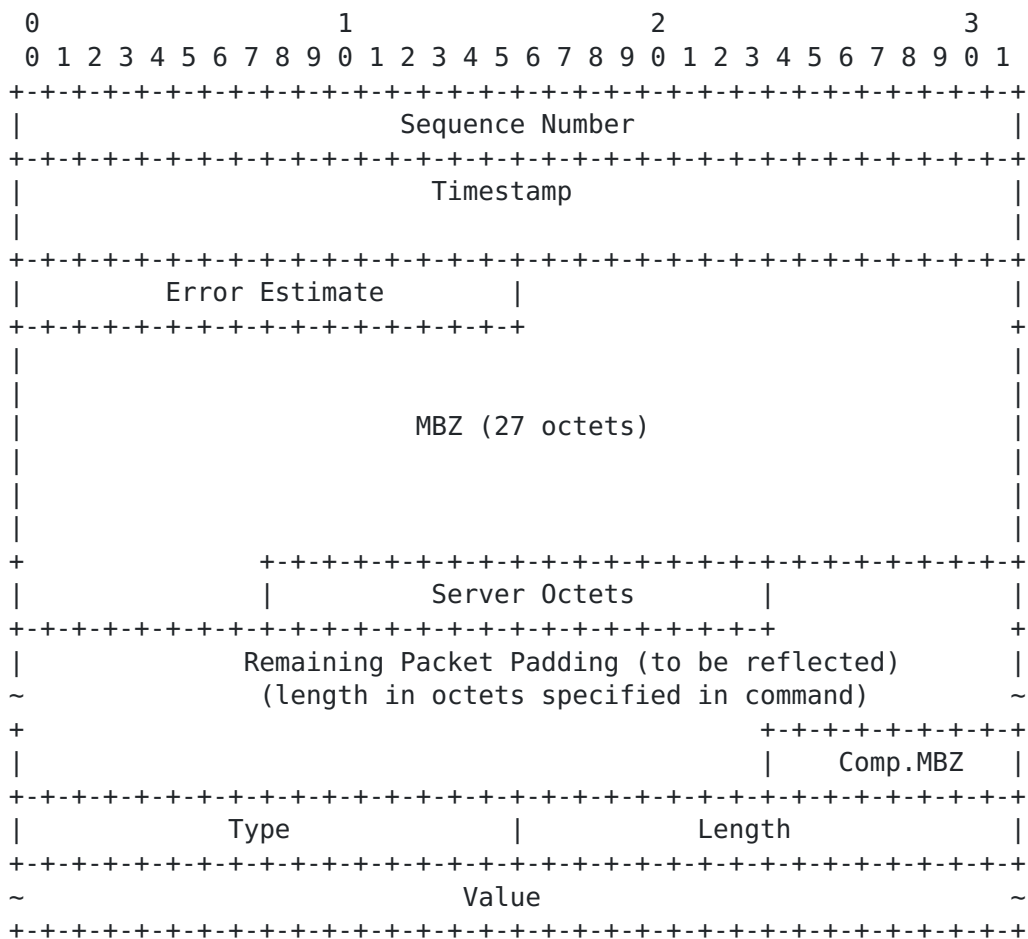 0                   1                   2                   3
0 1 2 3 4 5 6 7 8 9 0 1 2 3 4 5 6 7 8 9 0 1 2 3 4 5 6 7 8 9 0 1
+-+-+-+-+-+-+-+-+-+-+-+-+-+-+-+-+-+-+-+-+-+-+-+-+-+-+-+-+-+-+-+-+
|                        Sequence Number                        |
+-+-+-+-+-+-+-+-+-+-+-+-+-+-+-+-+-+-+-+-+-+-+-+-+-+-+-+-+-+-+-+-+
|                          Timestamp                            |
|                                                               |
+-+-+-+-+-+-+-+-+-+-+-+-+-+-+-+-+-+-+-+-+-+-+-+-+-+-+-+-+-+-+-+-+
|         Error Estimate        |                               |
+-+-+-+-+-+-+-+-+-+-+-+-+-+-+-+-+                               +
|                                                               |
|                                                               |
|                         MBZ (27 octets)                       |
|                                                               |
|                                                               |
|                                                               |
+               +-+-+-+-+-+-+-+-+-+-+-+-+-+-+-+-+-+-+-+-+-+-+-+-+
|               |          Server Octets        |               |
+-+-+-+-+-+-+-+-+-+-+-+-+-+-+-+-+-+-+-+-+-+-+-+-+               +
|              Remaining Packet Padding (to be reflected)       |
~               (length in octets specified in command)         ~
+                                               +-+-+-+-+-+-+-+-+
|                                               |    Comp.MBZ   |
+-+-+-+-+-+-+-+-+-+-+-+-+-+-+-+-+-+-+-+-+-+-+-+-+-+-+-+-+-+-+-+-+
|             Type              |           Length              |
+-+-+-+-+-+-+-+-+-+-+-+-+-+-+-+-+-+-+-+-+-+-+-+-+-+-+-+-+-+-+-+-+
~                            Value                              ~
+-+-+-+-+-+-+-+-+-+-+-+-+-+-+-+-+-+-+-+-+-+-+-+-+-+-+-+-+-+-+-+-+